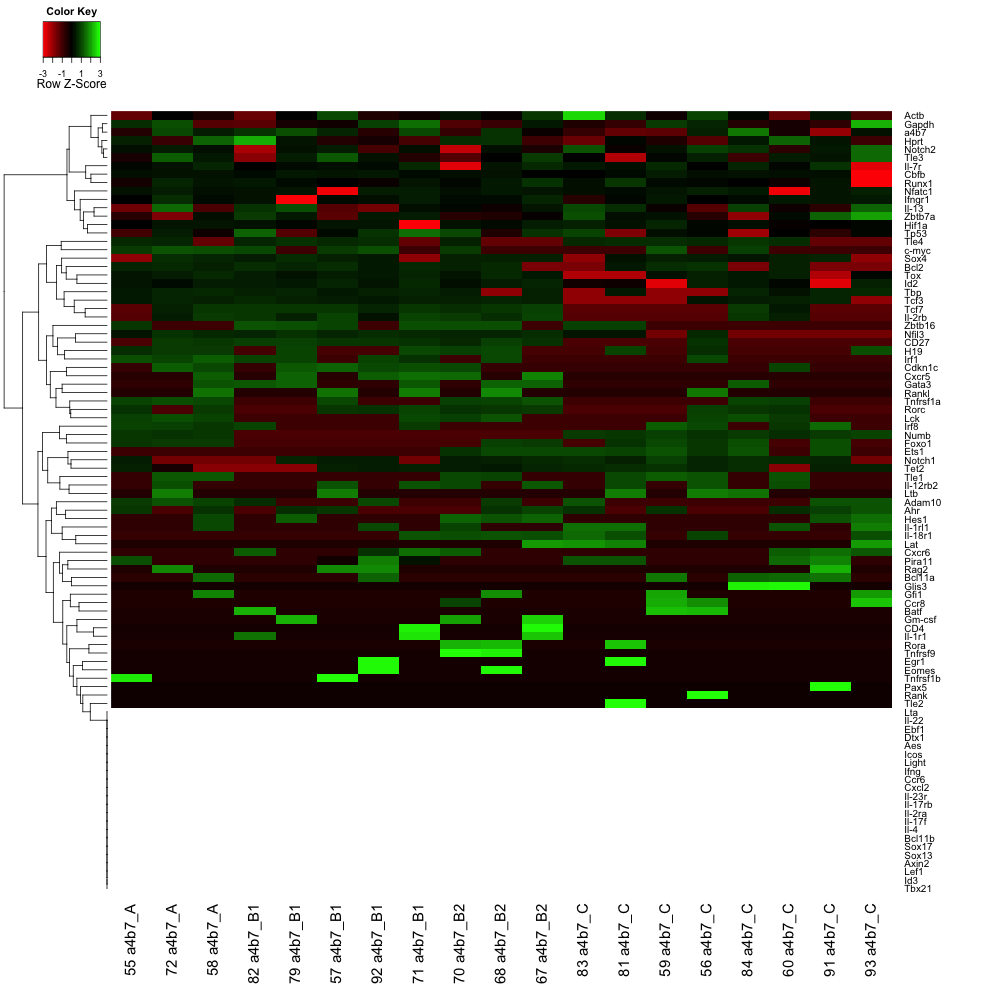 Color Key
-3 -1 1 3
Row Z-Score
Actb
Gapdh
a4b7
Hprt
Notch2
Tle3
Il-7r
Cbfb
Runx1
Nfatc1
Ifngr1
Il-13
Zbtb7a
Hif1a
Tp53
Tle4
c-myc
Sox4
Bcl2
Tox
Id2
Tbp
Tcf3
Tcf7
Il-2rb
Zbtb16
Nfil3
CD27
H19
Irf1
Cdkn1c
Cxcr5
Gata3
Rankl
Tnfrsf1a
Rorc
Lck
Irf8
Numb
Foxo1
Ets1
Notch1
Tet2
Tle1
Il-12rb2
Ltb
Adam10
Ahr
Hes1
Il-1rl1
Il-18r1
Lat
Cxcr6
Pira11
Rag2
Bcl11a
Glis3
Gfi1
Ccr8
Batf
Gm-csf
CD4
Il-1r1
Rora
Tnfrsf9
Egr1
Eomes
Tnfrsf1b
Pax5
Rank
Tle2
Lta
Il-22
Ebf1
Dtx1
Aes
Icos
Light
Ifng
Ccr6
Cxcl2
Il-23r
Il-17rb
Il-2ra
Il-17f
Il-4
Bcl11b
Sox17
Sox13
Axin2
Lef1
Id3
Tbx21
55 a4b7_A
72 a4b7_A
58 a4b7_A
82 a4b7_B1
79 a4b7_B1
57 a4b7_B1
92 a4b7_B1
71 a4b7_B1
70 a4b7_B2
68 a4b7_B2
67 a4b7_B2
83 a4b7_C
81 a4b7_C
59 a4b7_C
56 a4b7_C
84 a4b7_C
60 a4b7_C
91 a4b7_C
93 a4b7_C